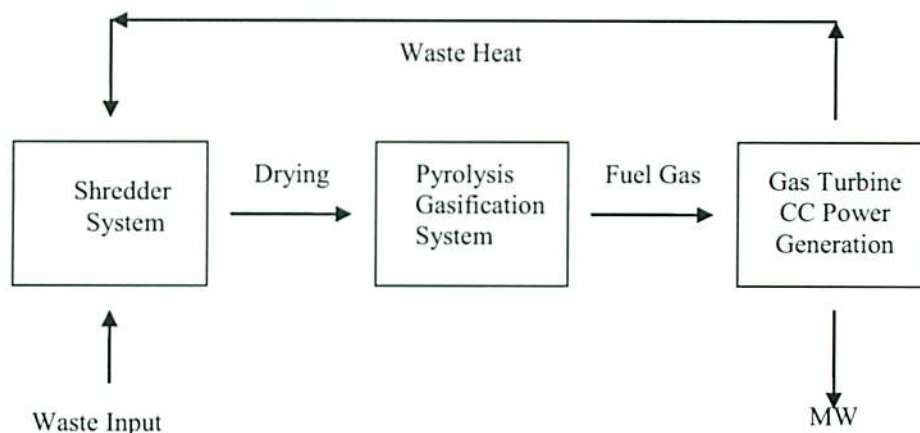 Waste Heat
Shredder
System
Drying
Pyrolysis
Gasification
System
Fuel Gas
Gas Turbine
CC Power
Generation
Waste Input
MW